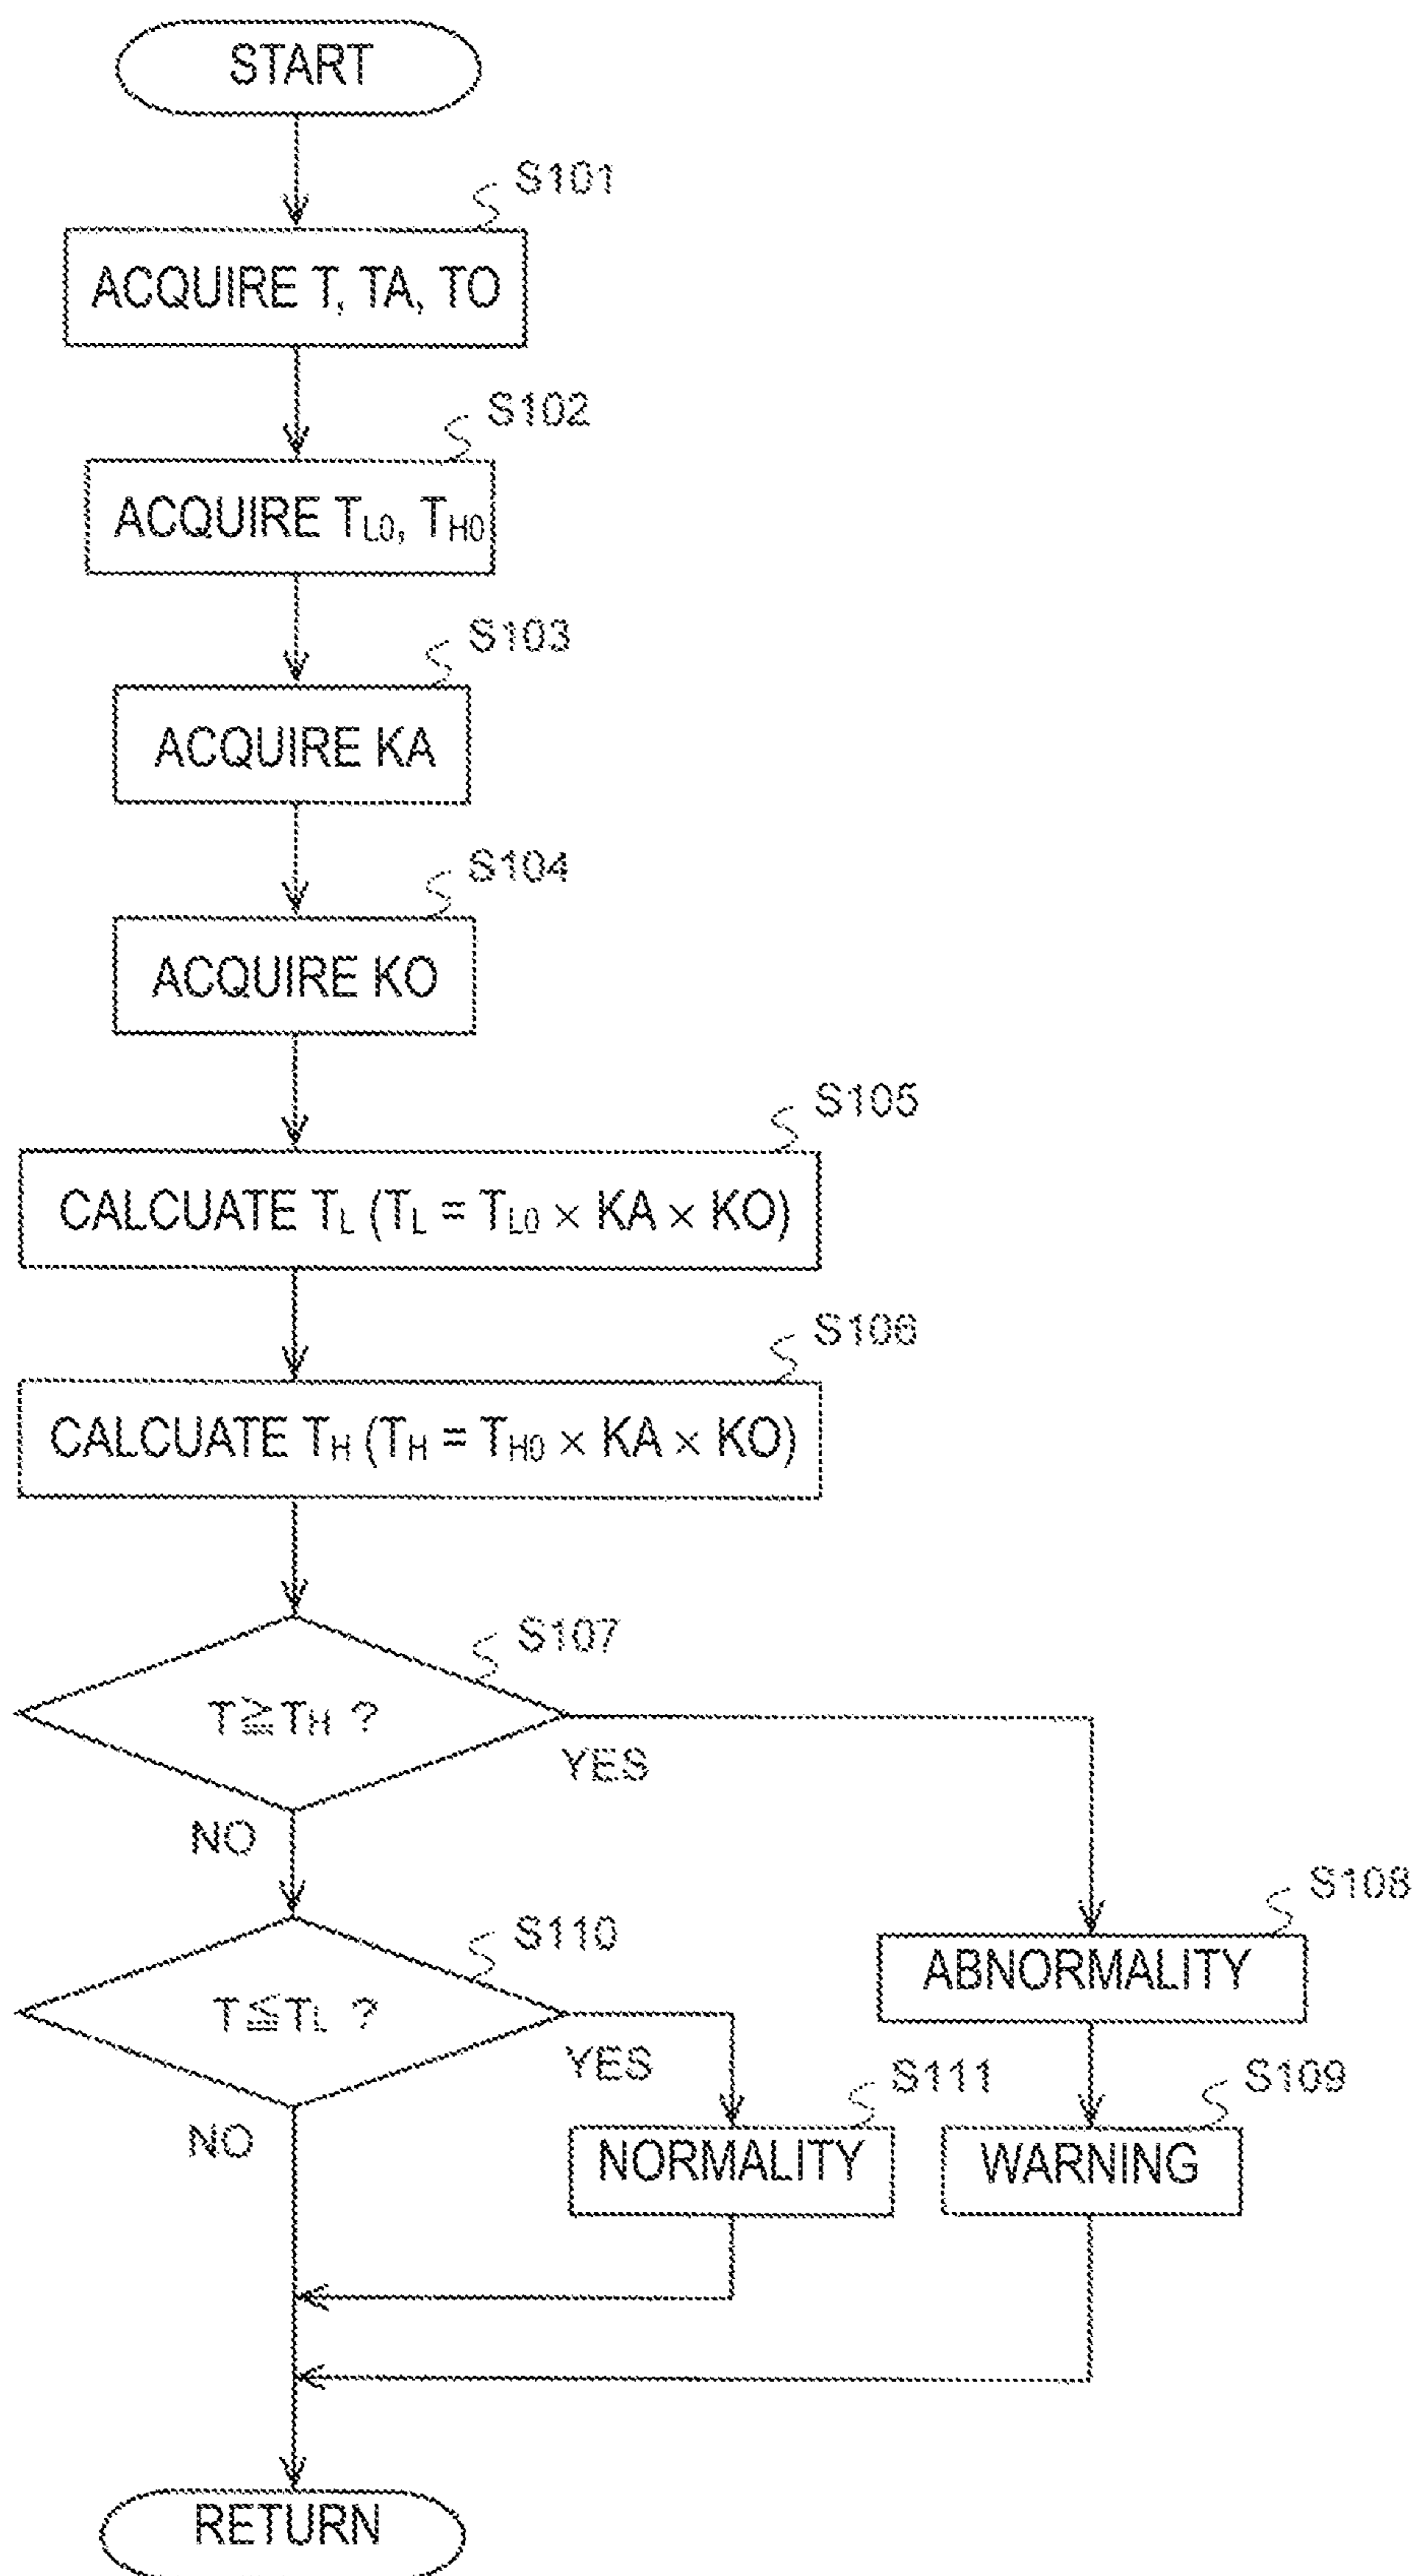 START
S101
ACQUIRE T, TA, TO
S102
ACQUIRE TL0, TH0
S103
ACQUIRE KA
S104
ACQUIRE KO
S105
CALCUATE TL (TL = TL0 × KA × KO)
S106
CALCUATE TH (TH = TH0 × KA × KO)
S107
T≧TH ?
YES
NO
S108
ABNORMALITY
S110
T≦TL ?
YES
NO
S111
NORMALITY
S109
WARNING
RETURN